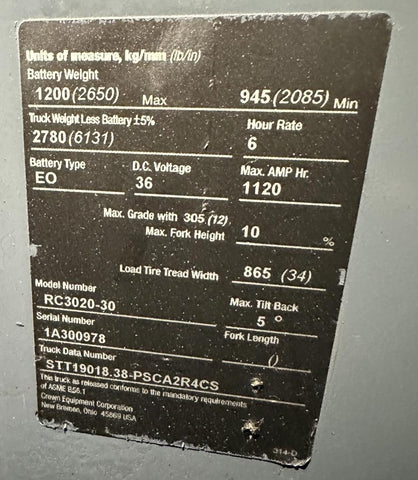 Units of measure, kg/mm (lb/in)
Battery Weight
1200 (2650) Max 945 (2085) Min
Truck Weight Less Battery ±5% Hour Rate
2780 (6131) 6
Battery Type D.C. Voltage Max. AMP Hr.
EO 36 1120
Max. Grade with 305 (12)
Max. Fork Height 10 %
Load Tire Tread Width 865 (34)
Model Number Max. Tilt Back
RC3020-30 5 °
Serial Number Fork Length
1A300978 ()
Truck Data Number
STT19018.38-PSCA2R4CS
This truck as released conforms to the mandatory requirements
of ASME B56.1
Crown Equipment Corporation
New Bremen, Ohio 45869 USA
314-D